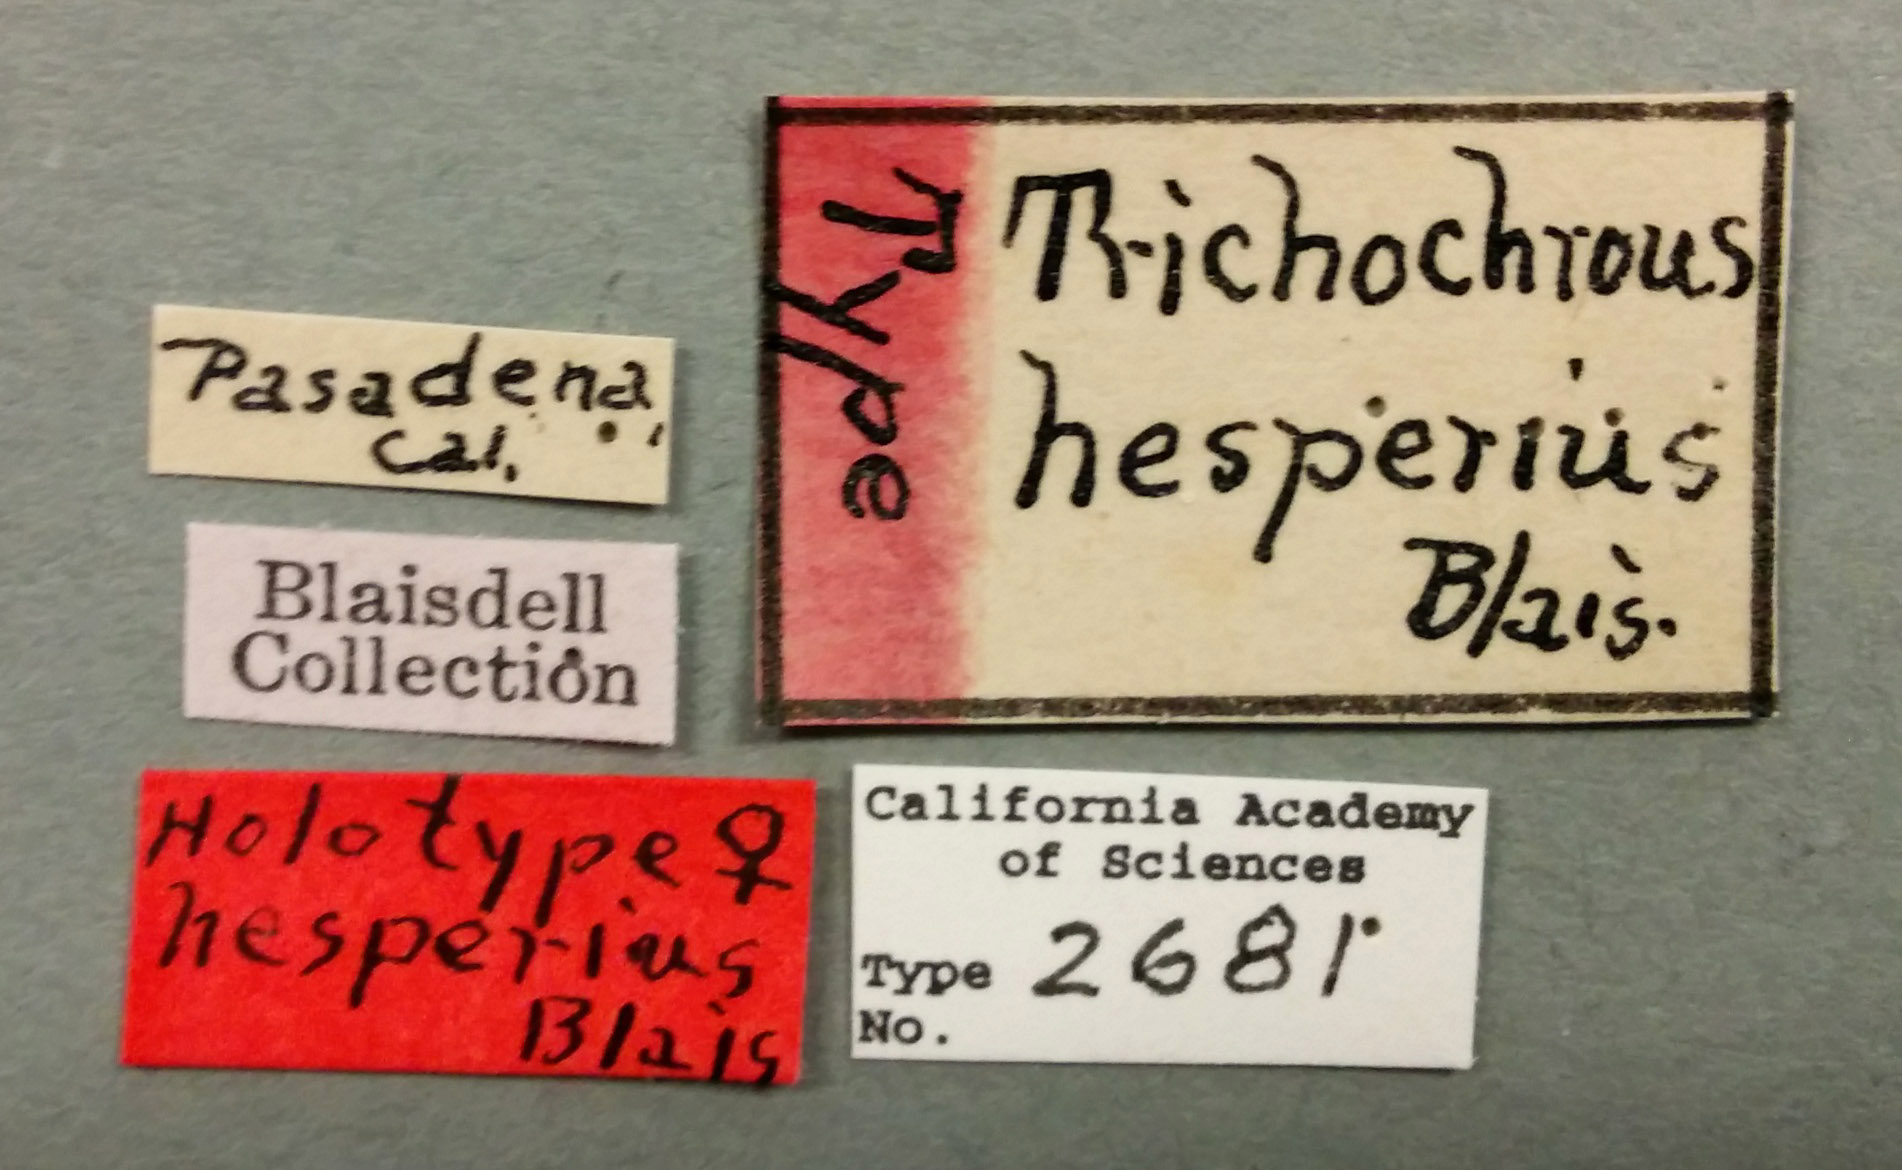 Pasadena,
Cal.
Blaisdell
Collection
Holotype ♀
hesperius
Blais
Type
Trichochrous
hesperius
Blais.
California Academy
of Sciences
Type 2681
No.